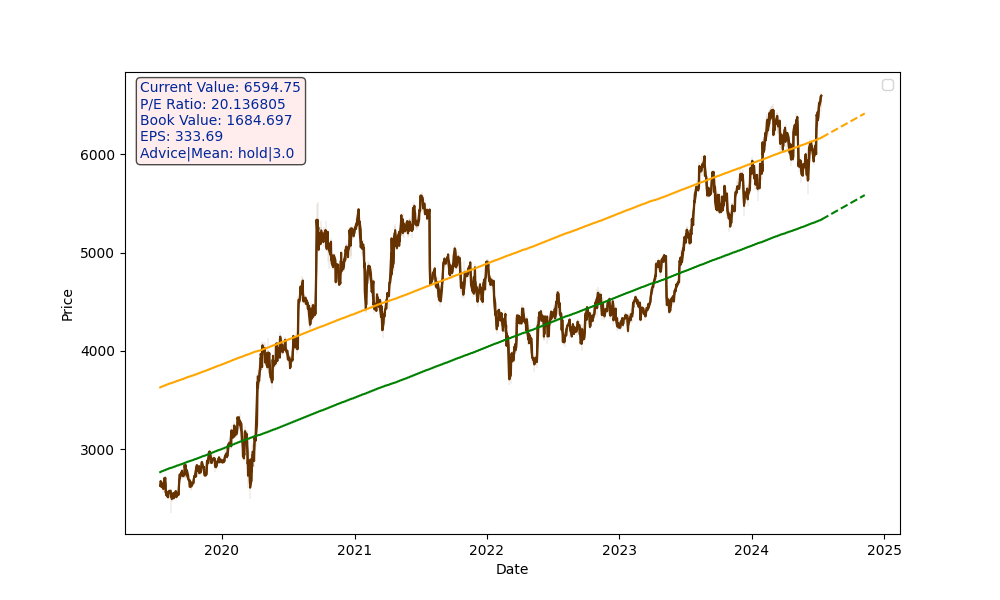 Current Value: 6594.75
P/E Ratio: 20.136805
Book Value: 1684.697
EPS: 333.69
Advice|Mean: hold|3.0
6000
5000
4000
3000
Price
2020 2021 2022 2023 2024 2025
Date